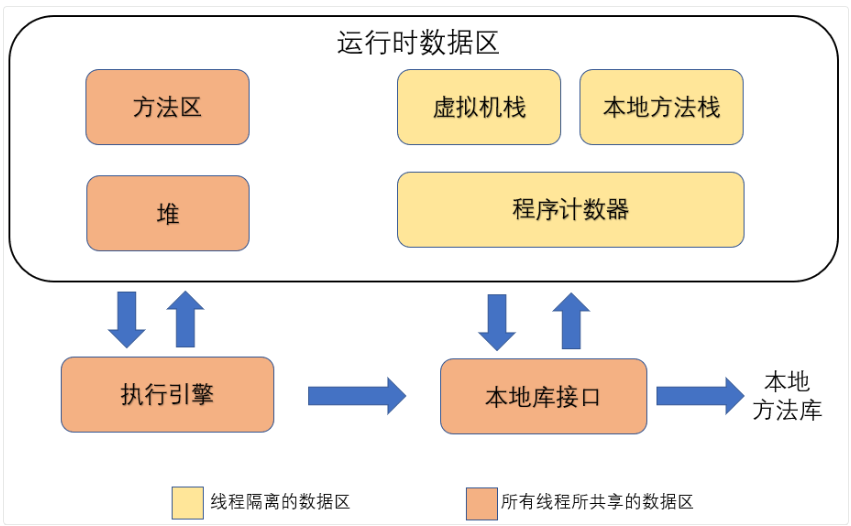 运行时数据区
方法区
虚拟机栈
本地方法栈
堆
程序计数器
执行引擎
本地库接口
本地
方法库
线程隔离的数据区
所有线程所共享的数据区